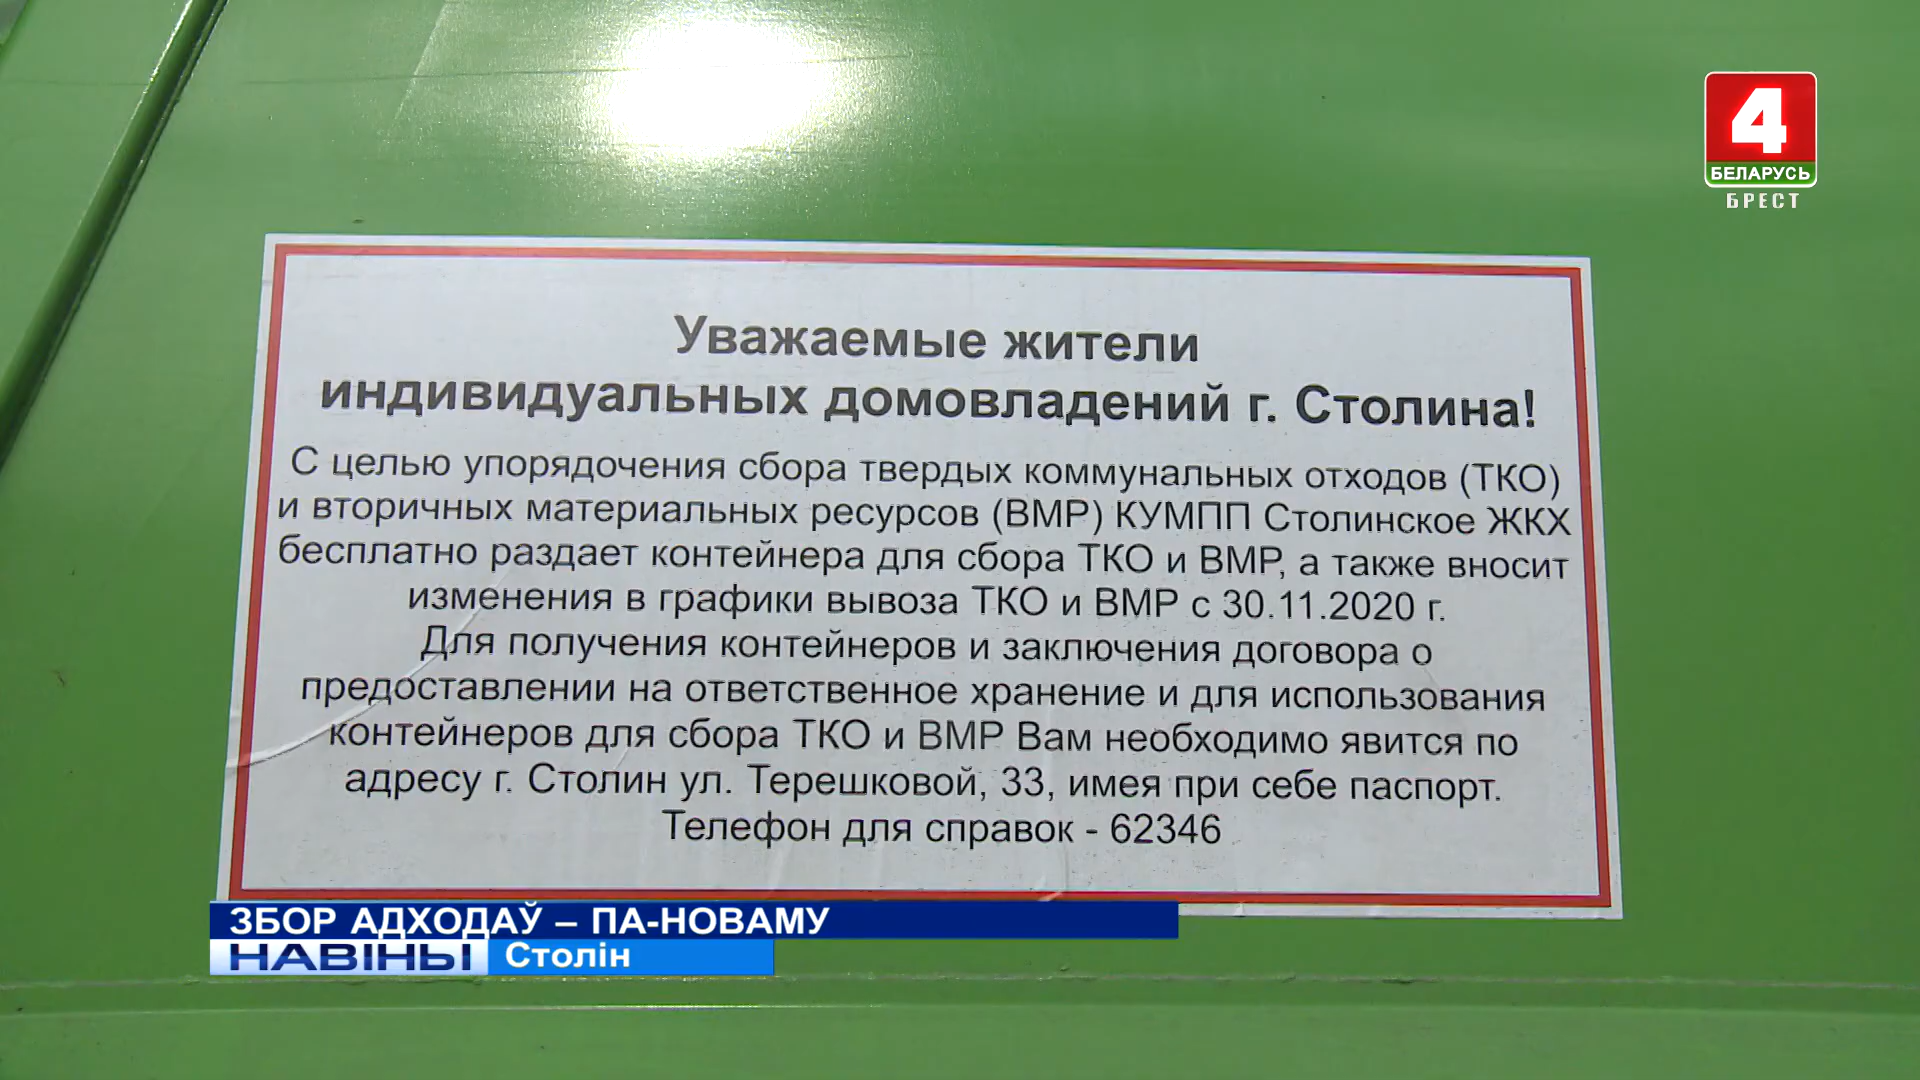 4
БЕЛАРУСЬ
БРЕСТ
Уважаемые жители
индивидуальных домовладений г. Столина!
С целью упорядочения сбора твердых коммунальных отходов (ТКО)
и вторичных материальных ресурсов (ВМР) КУМПП Столинское ЖКХ
бесплатно раздает контейнера для сбора ТКО и ВМР, а также вносит
изменения в графики вывоза ТКО и ВМР с 30.11.2020 г.
Для получения контейнеров и заключения договора о
предоставлении на ответственное хранение и для использования
контейнеров для сбора ТКО и ВМР Вам необходимо явится по
адресу г. Столин ул. Терешковой, 33, имея при себе паспорт.
Телефон для справок - 62346
ЗБОР АДХОДАЎ – ПА-НОВАМУ
НАВІНЫ Столін